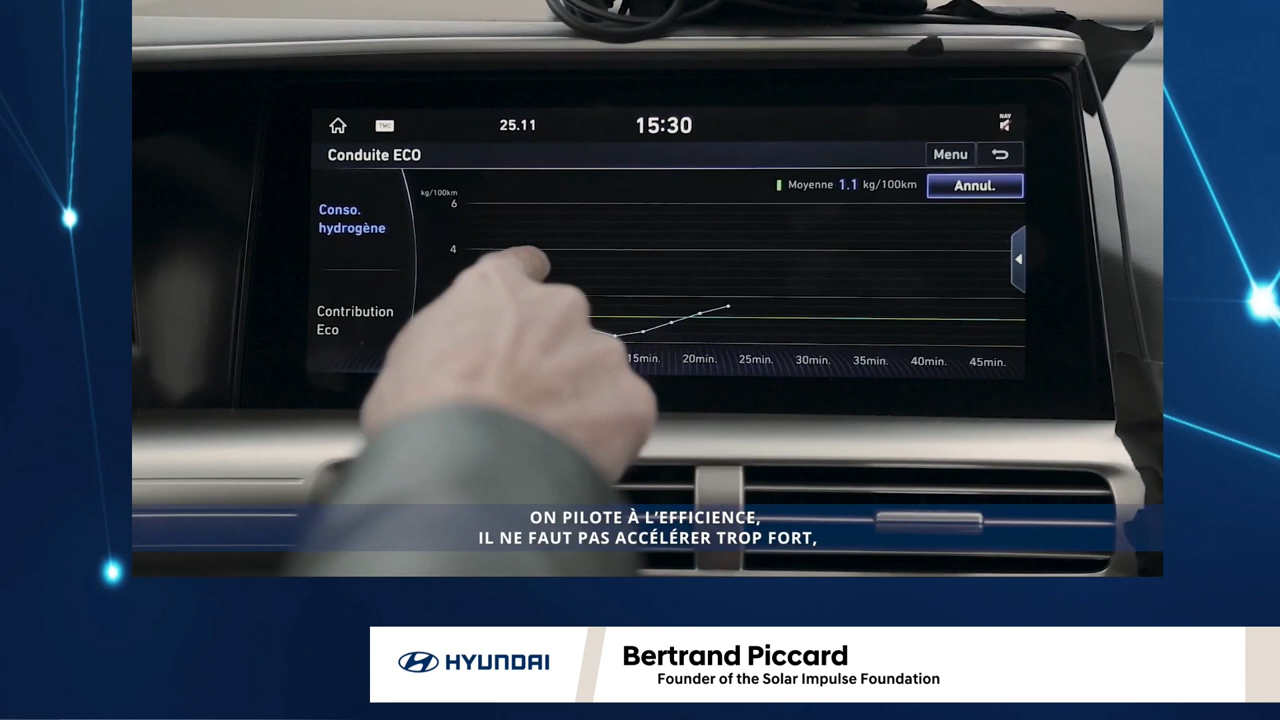 25.11
15:30
NAV
Conduite ECO
Menu
Moyenne 1.1 kg/100km
Annul.
kg/100km
6
4
Conso.
hydrogène
Contribution
Eco
15min. 20min. 25min. 30min. 35min. 40min. 45min.
ON PILOTE À L'EFFICIENCE,
IL NE FAUT PAS ACCÉLÉRER TROP FORT,
HYUNDAI
Bertrand Piccard
Founder of the Solar Impulse Foundation